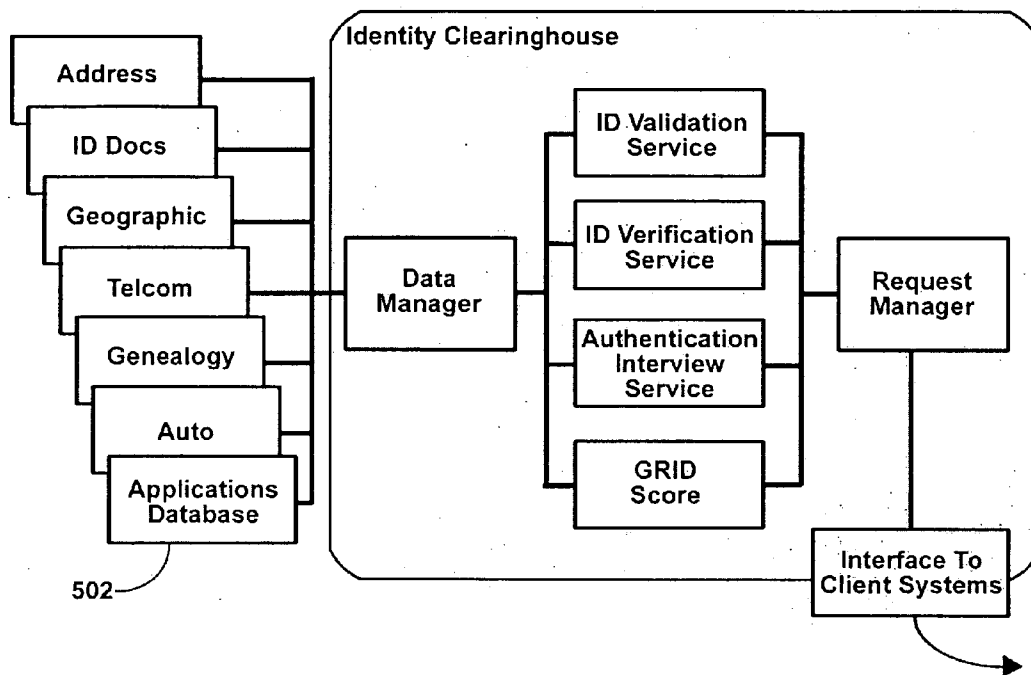 Identity Clearinghouse
Address
ID Docs
Geographic
Telcom
Genealogy
Auto
Applications
Database
502
Data
Manager
ID Validation
Service
ID Verification
Service
Authentication
Interview
Service
GRID
Score
Request
Manager
Interface To
Client Systems